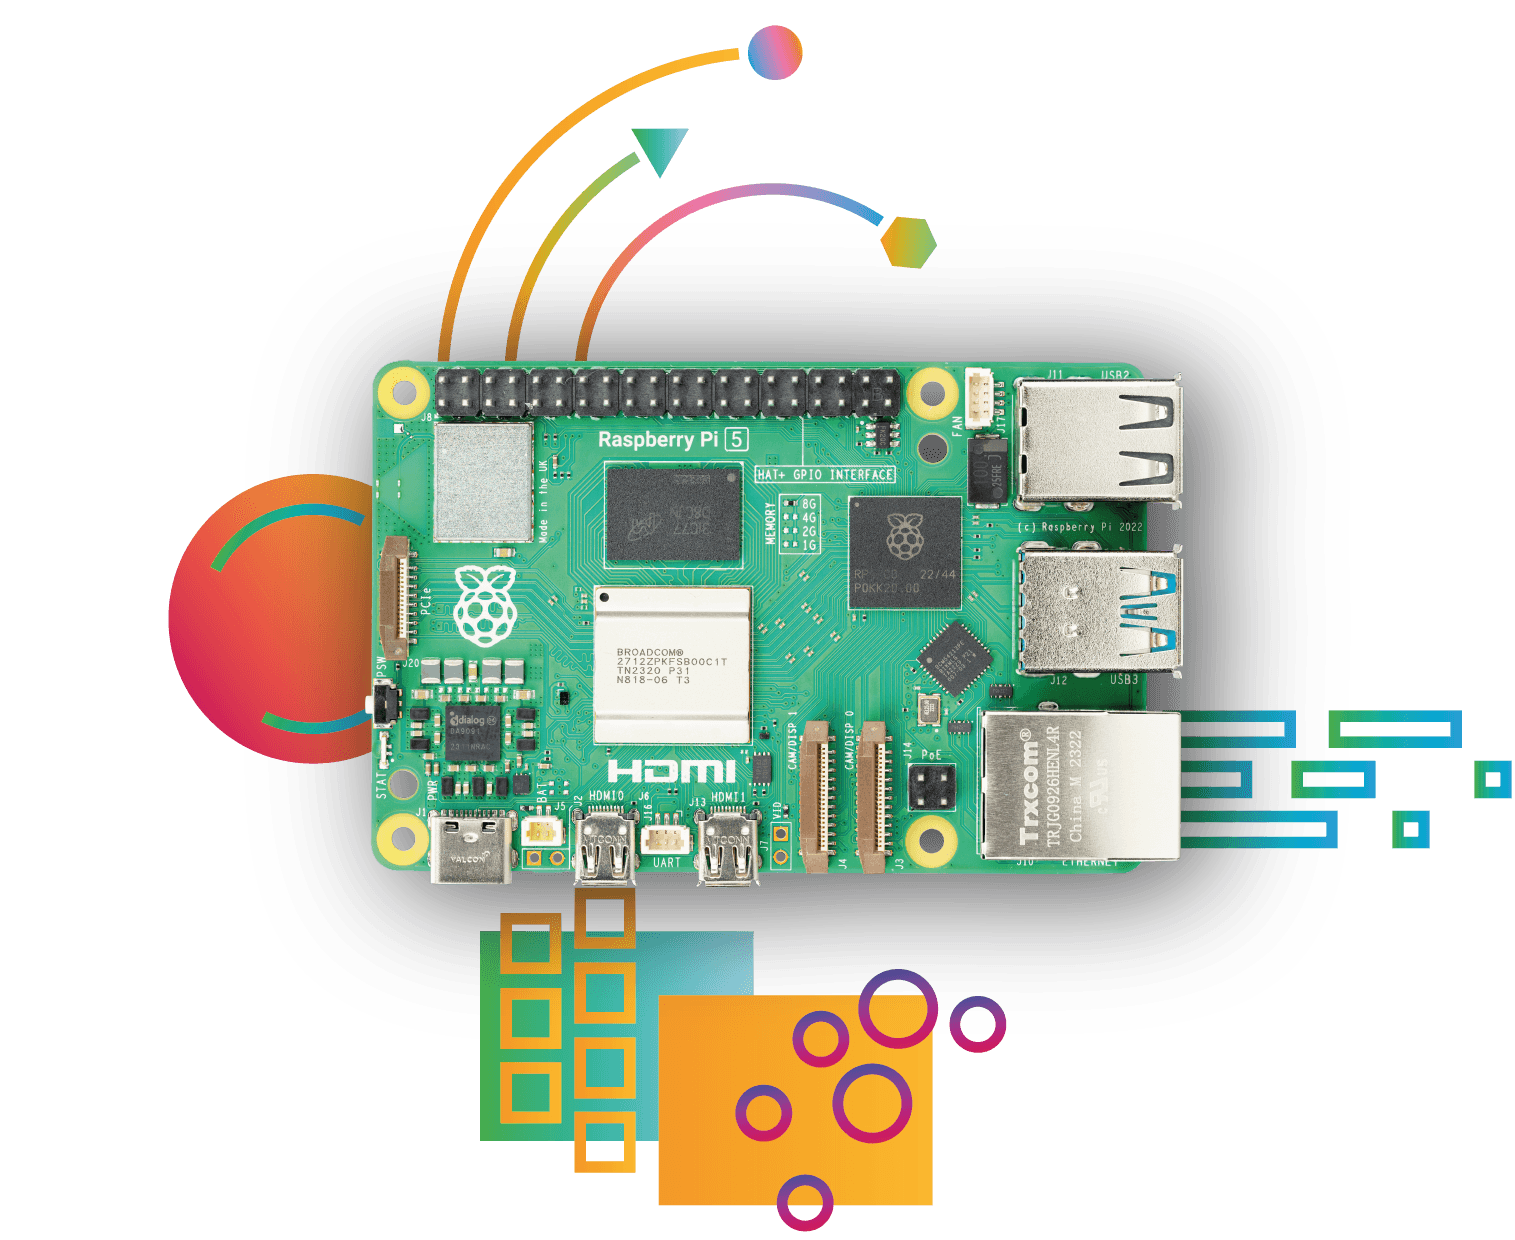 J8
Raspberry Pi 5
HAT+ GPIO INTERFACE
Made in the UK
MEMORY
8G
4G
2G
1G
FAN
J17
J11
USB2
(c) Raspberry Pi 2022
22/44
PCIe
J20
PSW
BROADCOM®
2712ZPKFSB00C1T
TN2320 P31
N818-06 T3
J12
USB3
dialog
DA9091
STAT
PWR
HDMI
BAT
J5
J2
HDMI0
J6
J16
UART
J13
HDMI1
VID
J7
CAM/DISP 1
J4
CAM/DISP 0
J3
J14
PoE
Trxcom®
TRJG0926HENL4R
China M 2322
J10
ETHERNET